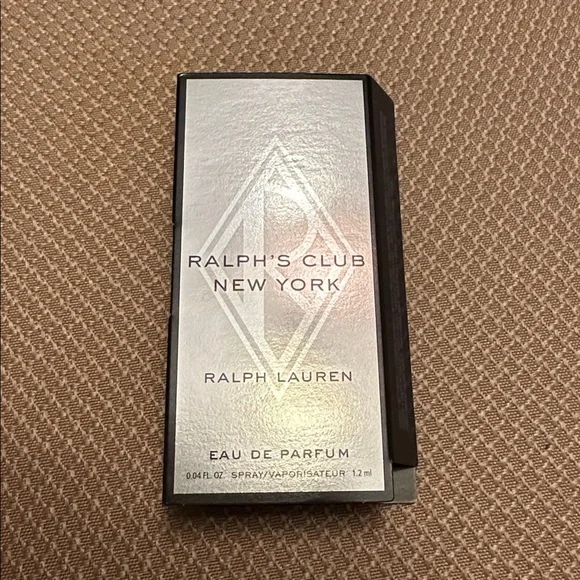 R
RALPH'S CLUB
NEW YORK
RALPH LAUREN
EAU DE PARFUM
0.04 FL. OZ. SPRAY/VAPORISATEUR 1.2 ml